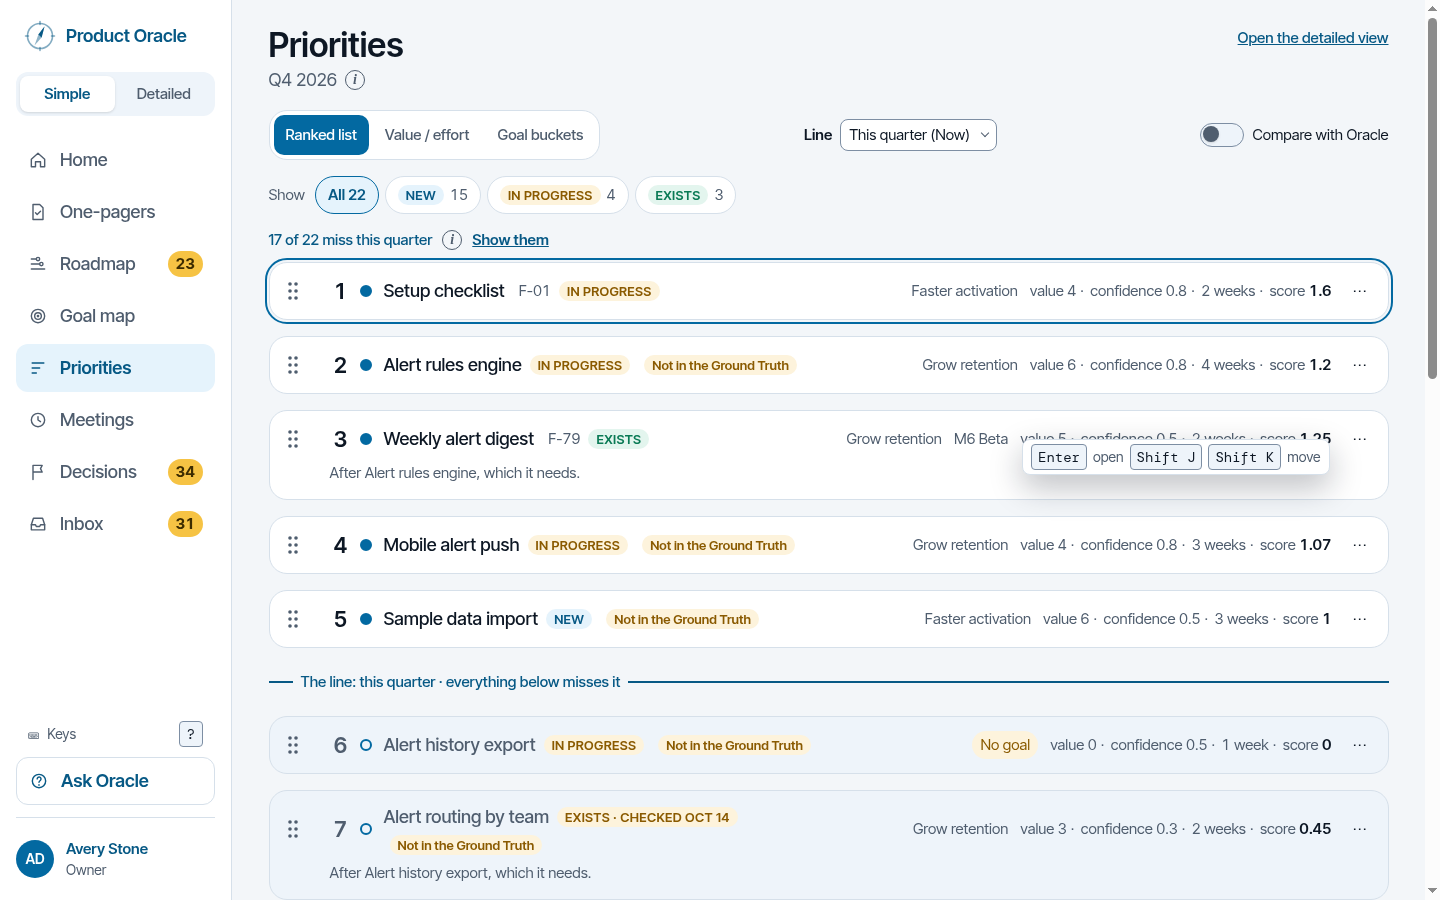 Product Oracle
Simple Detailed
Home
One-pagers
Roadmap 23
Goal map
Priorities
Meetings
Decisions 34
Inbox 31
Keys ?
Ask Oracle
AD Avery Stone
Owner
Priorities
Open the detailed view
Q4 2026 i
Ranked list Value / effort Goal buckets
Line This quarter (Now)
Compare with Oracle
Show All 22 NEW 15 IN PROGRESS 4 EXISTS 3
17 of 22 miss this quarter i Show them
1 Setup checklist F-01 IN PROGRESS Faster activation value 4 · confidence 0.8 · 2 weeks · score 1.6 ...
2 Alert rules engine IN PROGRESS Not in the Ground Truth Grow retention value 6 · confidence 0.8 · 4 weeks · score 1.2 ...
3 Weekly alert digest F-79 EXISTS Grow retention M6 Beta value 5 · confidence 0.5 · 2 weeks · score 1.25 ...
Enter open Shift J Shift K move
After Alert rules engine, which it needs.
4 Mobile alert push IN PROGRESS Not in the Ground Truth Grow retention value 4 · confidence 0.8 · 3 weeks · score 1.07 ...
5 Sample data import NEW Not in the Ground Truth Faster activation value 6 · confidence 0.5 · 3 weeks · score 1 ...
The line: this quarter · everything below misses it
6 Alert history export IN PROGRESS Not in the Ground Truth No goal value 0 · confidence 0.5 · 1 week · score 0 ...
7 Alert routing by team EXISTS · CHECKED OCT 14 Grow retention value 3 · confidence 0.3 · 2 weeks · score 0.45 ...
Not in the Ground Truth
After Alert history export, which it needs.